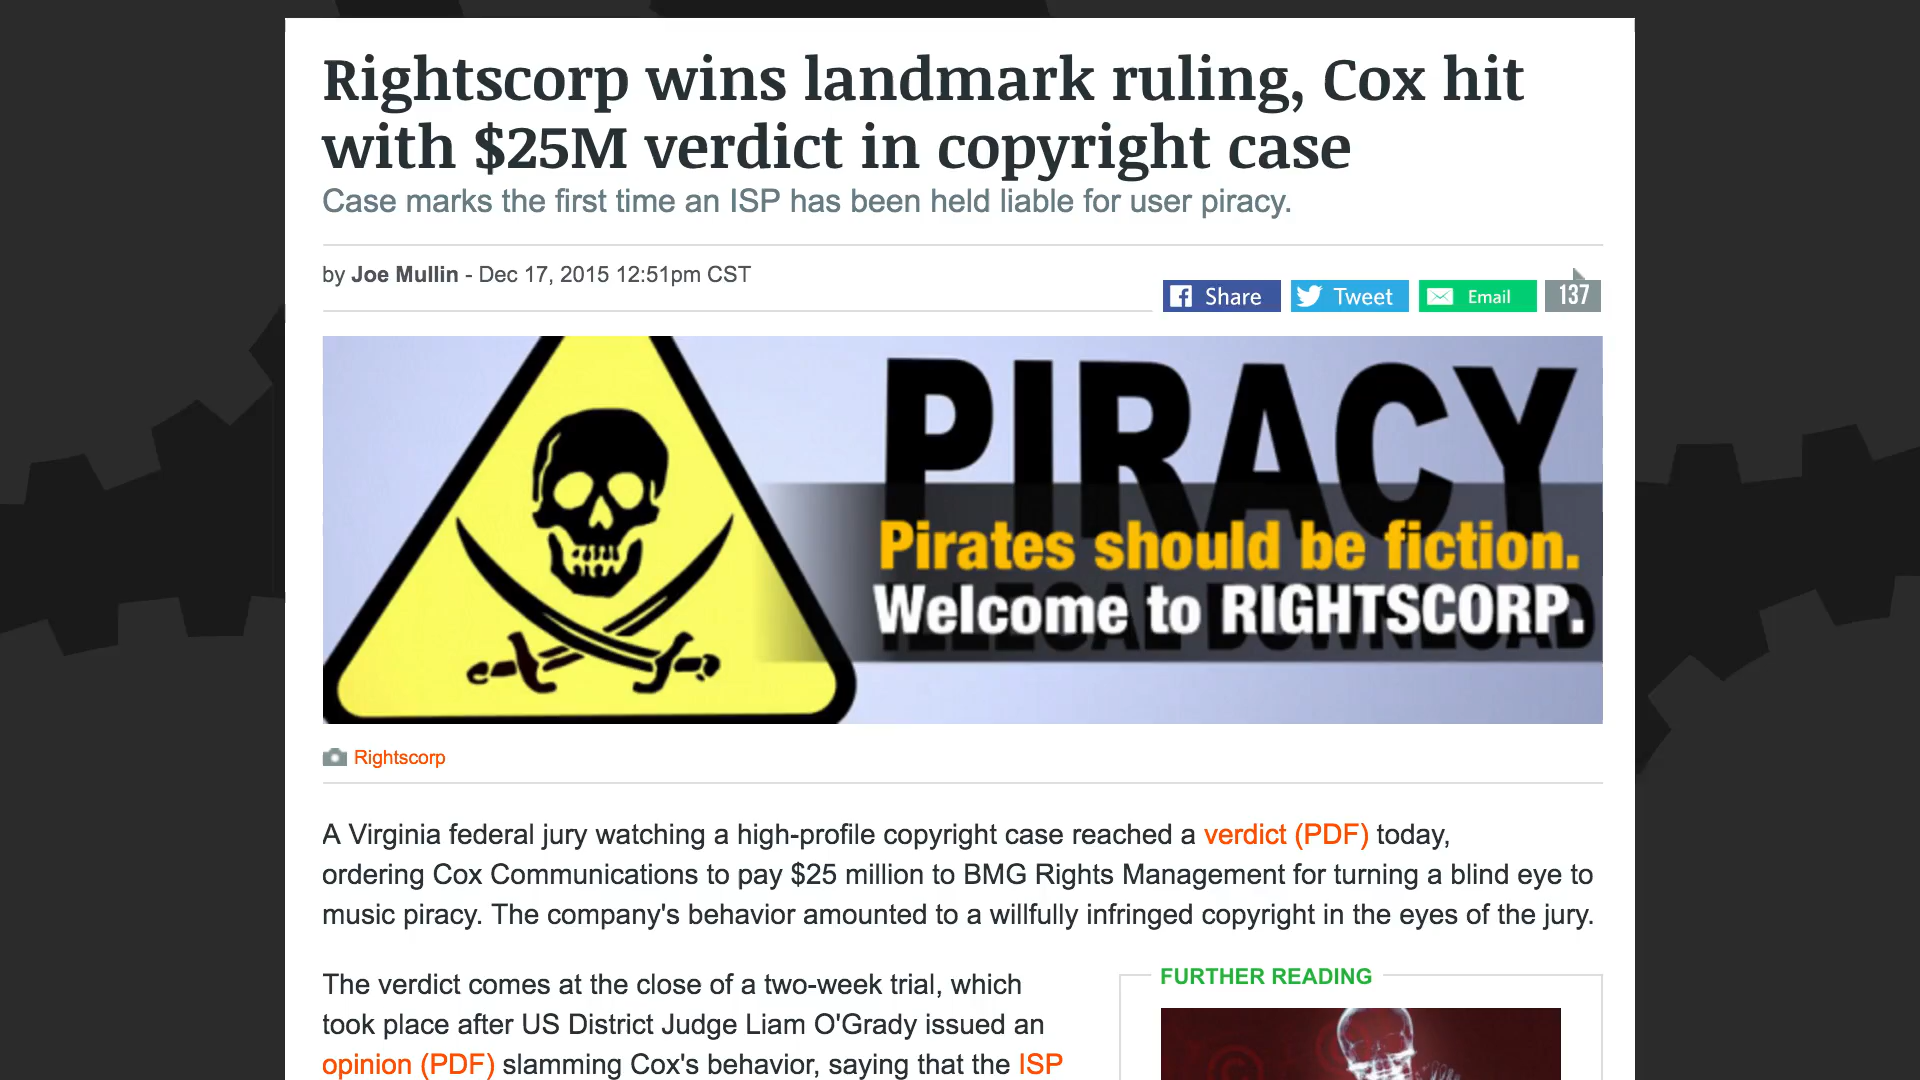 Rightscorp wins landmark ruling, Cox hit
with $25M verdict in copyright case
Case marks the first time an ISP has been held liable for user piracy.
by Joe Mullin - Dec 17, 2015 12:51pm CST
Share
Tweet
Email
137
PIRACY
Pirates should be fiction.
Welcome to RIGHTSCORP.
ILLEGAL DOWNLOAD
Rightscorp
A Virginia federal jury watching a high-profile copyright case reached a verdict (PDF) today,
ordering Cox Communications to pay $25 million to BMG Rights Management for turning a blind eye to
music piracy. The company's behavior amounted to a willfully infringed copyright in the eyes of the jury.
The verdict comes at the close of a two-week trial, which
took place after US District Judge Liam O'Grady issued an
opinion (PDF) slamming Cox's behavior, saying that the ISP
FURTHER READING